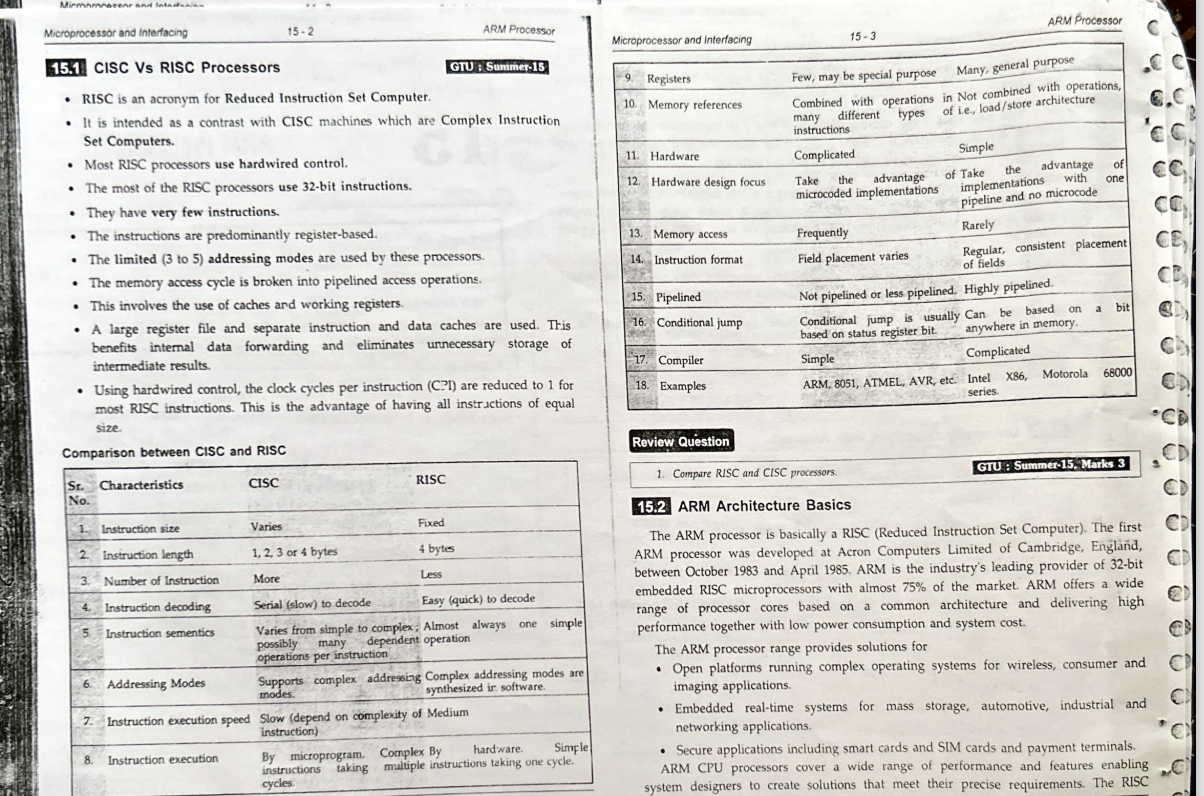 Microprocessor and Interfacing 15 - 2 ARM Processor
15.1 CISC Vs RISC Processors GTU : Summer-15
• RISC is an acronym for Reduced Instruction Set Computer.
• It is intended as a contrast with CISC machines which are Complex Instruction
Set Computers.
• Most RISC processors use hardwired control.
• The most of the RISC processors use 32-bit instructions.
• They have very few instructions.
• The instructions are predominantly register-based.
• The limited (3 to 5) addressing modes are used by these processors.
• The memory access cycle is broken into pipelined access operations.
• This involves the use of caches and working registers.
• A large register file and separate instruction and data caches are used. This
benefits internal data forwarding and eliminates unnecessary storage of
intermediate results.
• Using hardwired control, the clock cycles per instruction (CPI) are reduced to 1 for
most RISC instructions. This is the advantage of having all instructions of equal
size.
Comparison between CISC and RISC
Sr. No. Characteristics CISC RISC
1. Instruction size Varies Fixed
2. Instruction length 1, 2, 3 or 4 bytes 4 bytes
3. Number of Instruction More Less
4. Instruction decoding Serial (slow) to decode Easy (quick) to decode
5. Instruction sementics Varies from simple to complex, Almost always one simple
possibly many dependent operation
operations per instruction
6. Addressing Modes Supports complex addressing Complex addressing modes are
modes. synthesized in software.
7. Instruction execution speed Slow (depend on complexity of Medium
instruction)
8. Instruction execution By microprogram. Complex By hardware. Simple
instructions taking multiple instructions taking one cycle.
cycles.
Microprocessor and Interfacing 15 - 3 ARM Processor
9. Registers Few, may be special purpose Many, general purpose
10. Memory references Combined with operations in Not combined with operations,
many different types of i.e., load/store architecture
instructions
11. Hardware Complicated Simple
12. Hardware design focus Take the advantage of Take the advantage of
microcoded implementations implementations with one
pipeline and no microcode
13. Memory access Frequently Rarely
14. Instruction format Field placement varies Regular, consistent placement
of fields
15. Pipelined Not pipelined or less pipelined. Highly pipelined.
16. Conditional jump Conditional jump is usually Can be based on a bit
based on status register bit. anywhere in memory.
17. Compiler Simple Complicated
18. Examples ARM, 8051, ATMEL, AVR, etc. Intel X86, Motorola 68000
series.
Review Question
1. Compare RISC and CISC processors. GTU : Summer-15, Marks 3
15.2 ARM Architecture Basics
The ARM processor is basically a RISC (Reduced Instruction Set Computer). The first
ARM processor was developed at Acron Computers Limited of Cambridge, England,
between October 1983 and April 1985. ARM is the industry's leading provider of 32-bit
embedded RISC microprocessors with almost 75% of the market. ARM offers a wide
range of processor cores based on a common architecture and delivering high
performance together with low power consumption and system cost.
The ARM processor range provides solutions for
• Open platforms running complex operating systems for wireless, consumer and
imaging applications.
• Embedded real-time systems for mass storage, automotive, industrial and
networking applications.
• Secure applications including smart cards and SIM cards and payment terminals.
ARM CPU processors cover a wide range of performance and features enabling
system designers to create solutions that meet their precise requirements. The RISC